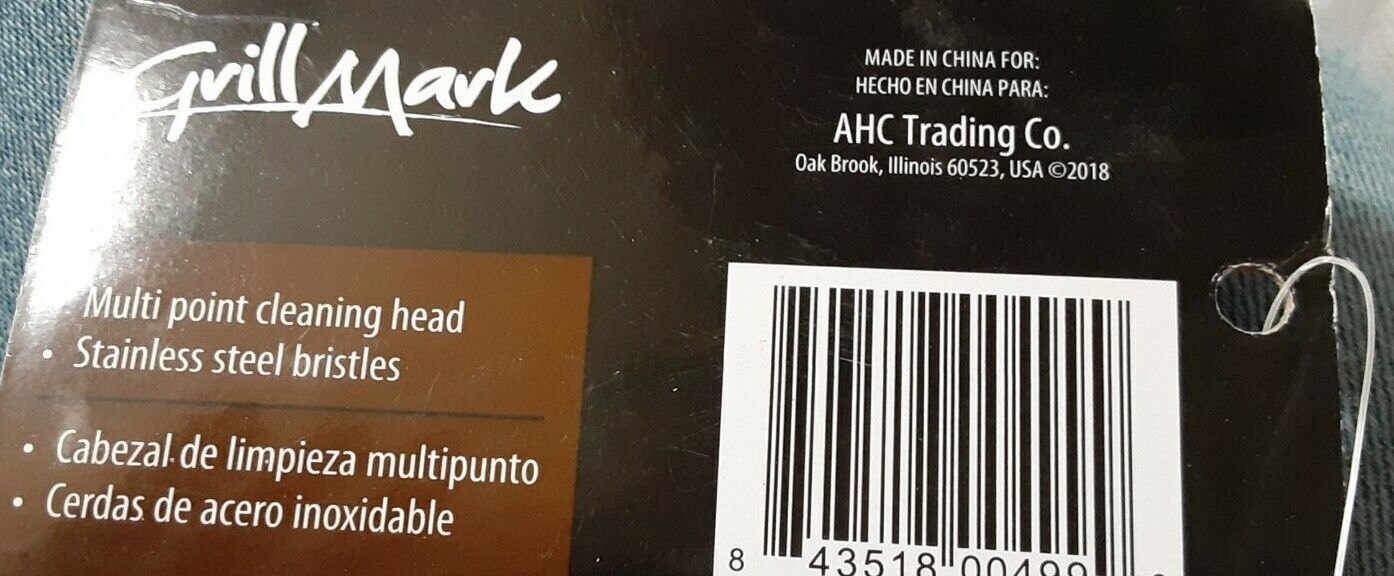 Grill Mark
MADE IN CHINA FOR:
HECHO EN CHINA PARA:
AHC Trading Co.
Oak Brook, Illinois 60523, USA ©2018
Multi point cleaning head
• Stainless steel bristles
• Cabezal de limpieza multipunto
• Cerdas de acero inoxidable
8 43518 00499